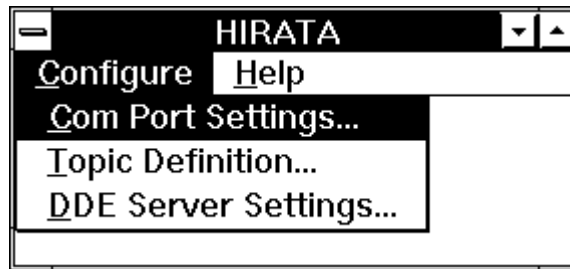 HIRATA
Configure Help
Com Port Settings...
Topic Definition...
DDE Server Settings...